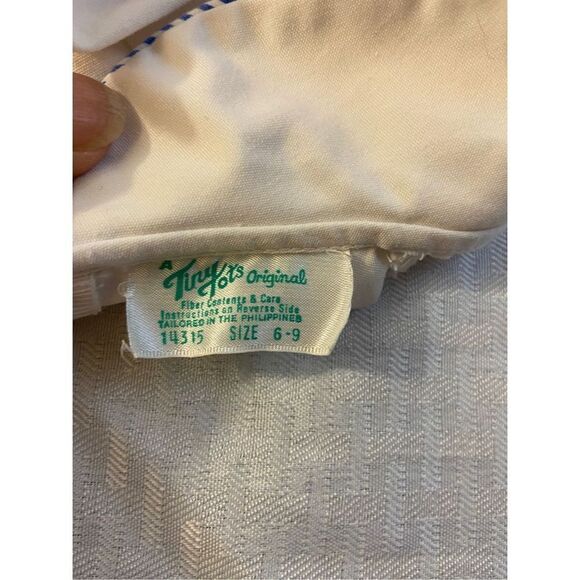 A
Tiny Tots Original
Fiber Contents & Care
Instructions on Reverse Side
TAILORED IN THE PHILIPPINES
14315 SIZE 6-9